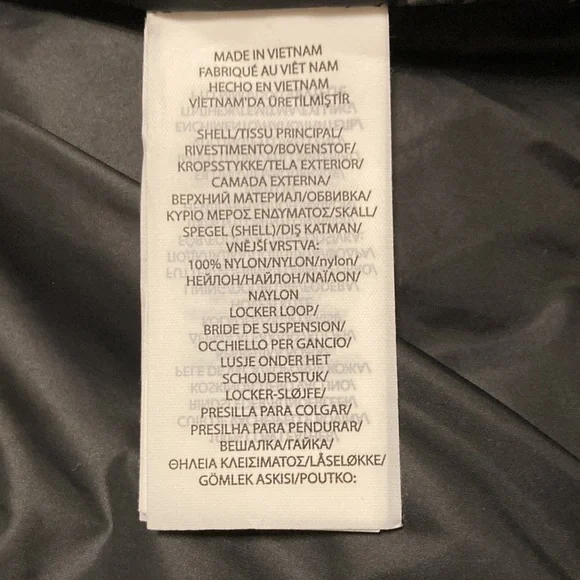 MADE IN VIETNAM
FABRIQUÉ AU VIÊT NAM
HECHO EN VIETNAM
VİETNAM'DA ÜRETİLMİŞTİR
SHELL/TISSU PRINCIPAL/
RIVESTIMENTO/BOVENSTOF/
KROPSSTYKKE/TELA EXTERIOR/
CAMADA EXTERNA/
ВЕРХНИЙ МАТЕРИАЛ/ОБВИВКА/
ΚΥΡΙΟ ΜΕΡΟΣ ΕΝΔΥΜΑΤΟΣ/SKALL/
SPEGEL (SHELL)/DIŞ KATMAN/
VNĚJŠÍ VRSTVA:
100% NYLON/NYLON/nylon/
НЕЙЛОН/НАЙЛОН/ΝΑΪΛΟΝ/
NAYLON
LOCKER LOOP/
BRIDE DE SUSPENSION/
OCCHIELLO PER GANCIO/
LUSJE ONDER HET
SCHOUDERSTUK/
LOCKER-SLØJFE/
PRESILLA PARA COLGAR/
PRESILHA PARA PENDURAR/
ВЕШАЛКА/ГАЙКА/
ΘΗΛΕΙΑ ΚΛΕΙΣΙΜΑΤΟΣ/LÅSELØKKE/
GÖMLEK ASKISI/POUTKO: